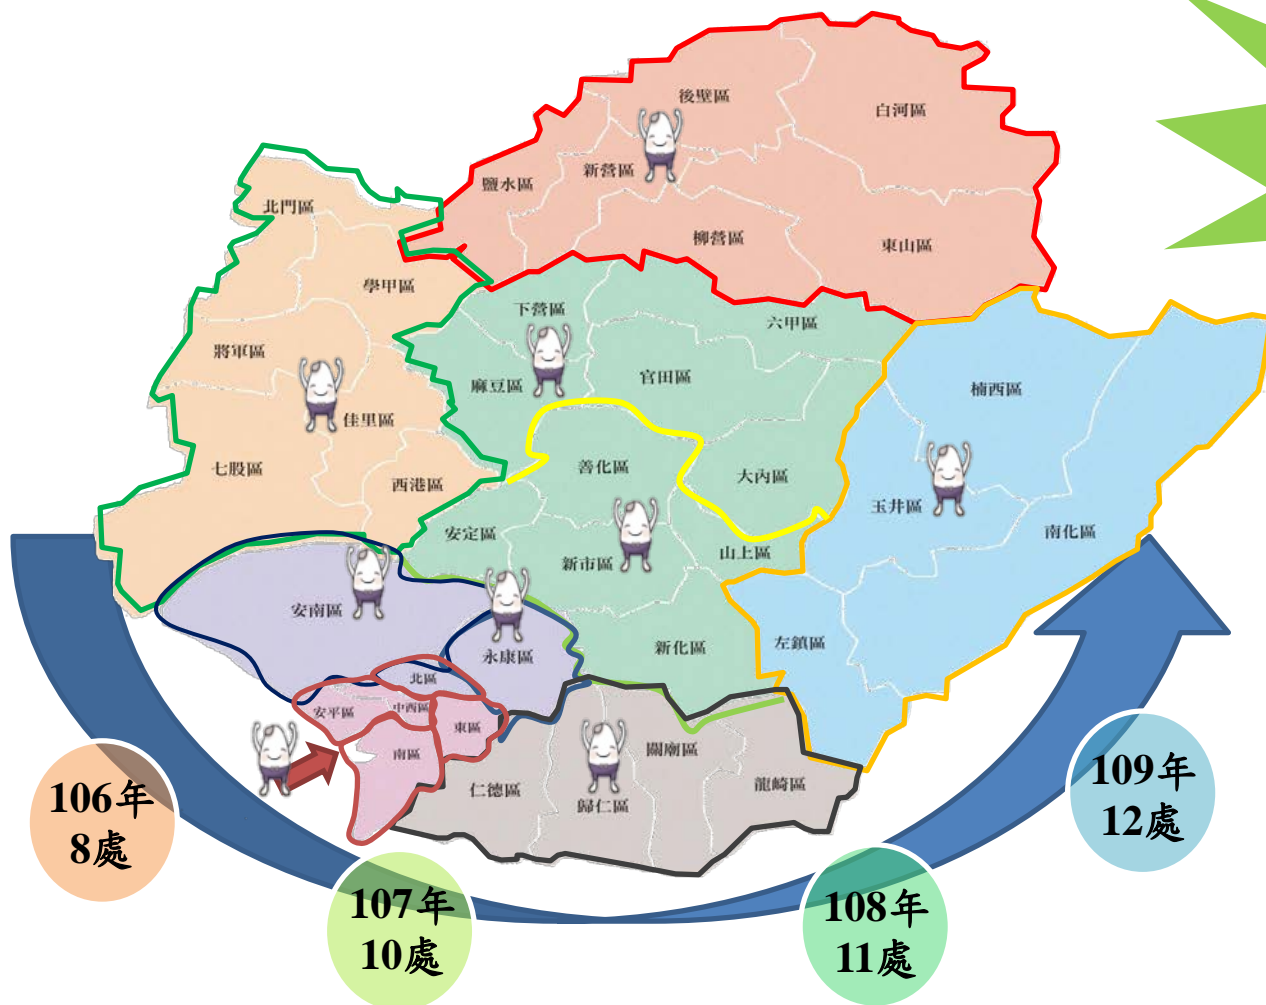 後壁區
白河區
新營區
鹽水區
柳營區
東山區
北門區
學甲區
將軍區
佳里區
七股區
西港區
下營區
六甲區
麻豆區
官田區
善化區
大內區
安定區
新市區
山上區
新化區
楠西區
玉井區
南化區
左鎮區
安南區
永康區
北區
安平區
中西區
東區
南區
仁德區
歸仁區
關廟區
龍崎區
106年
8處
107年
10處
108年
11處
109年
12處